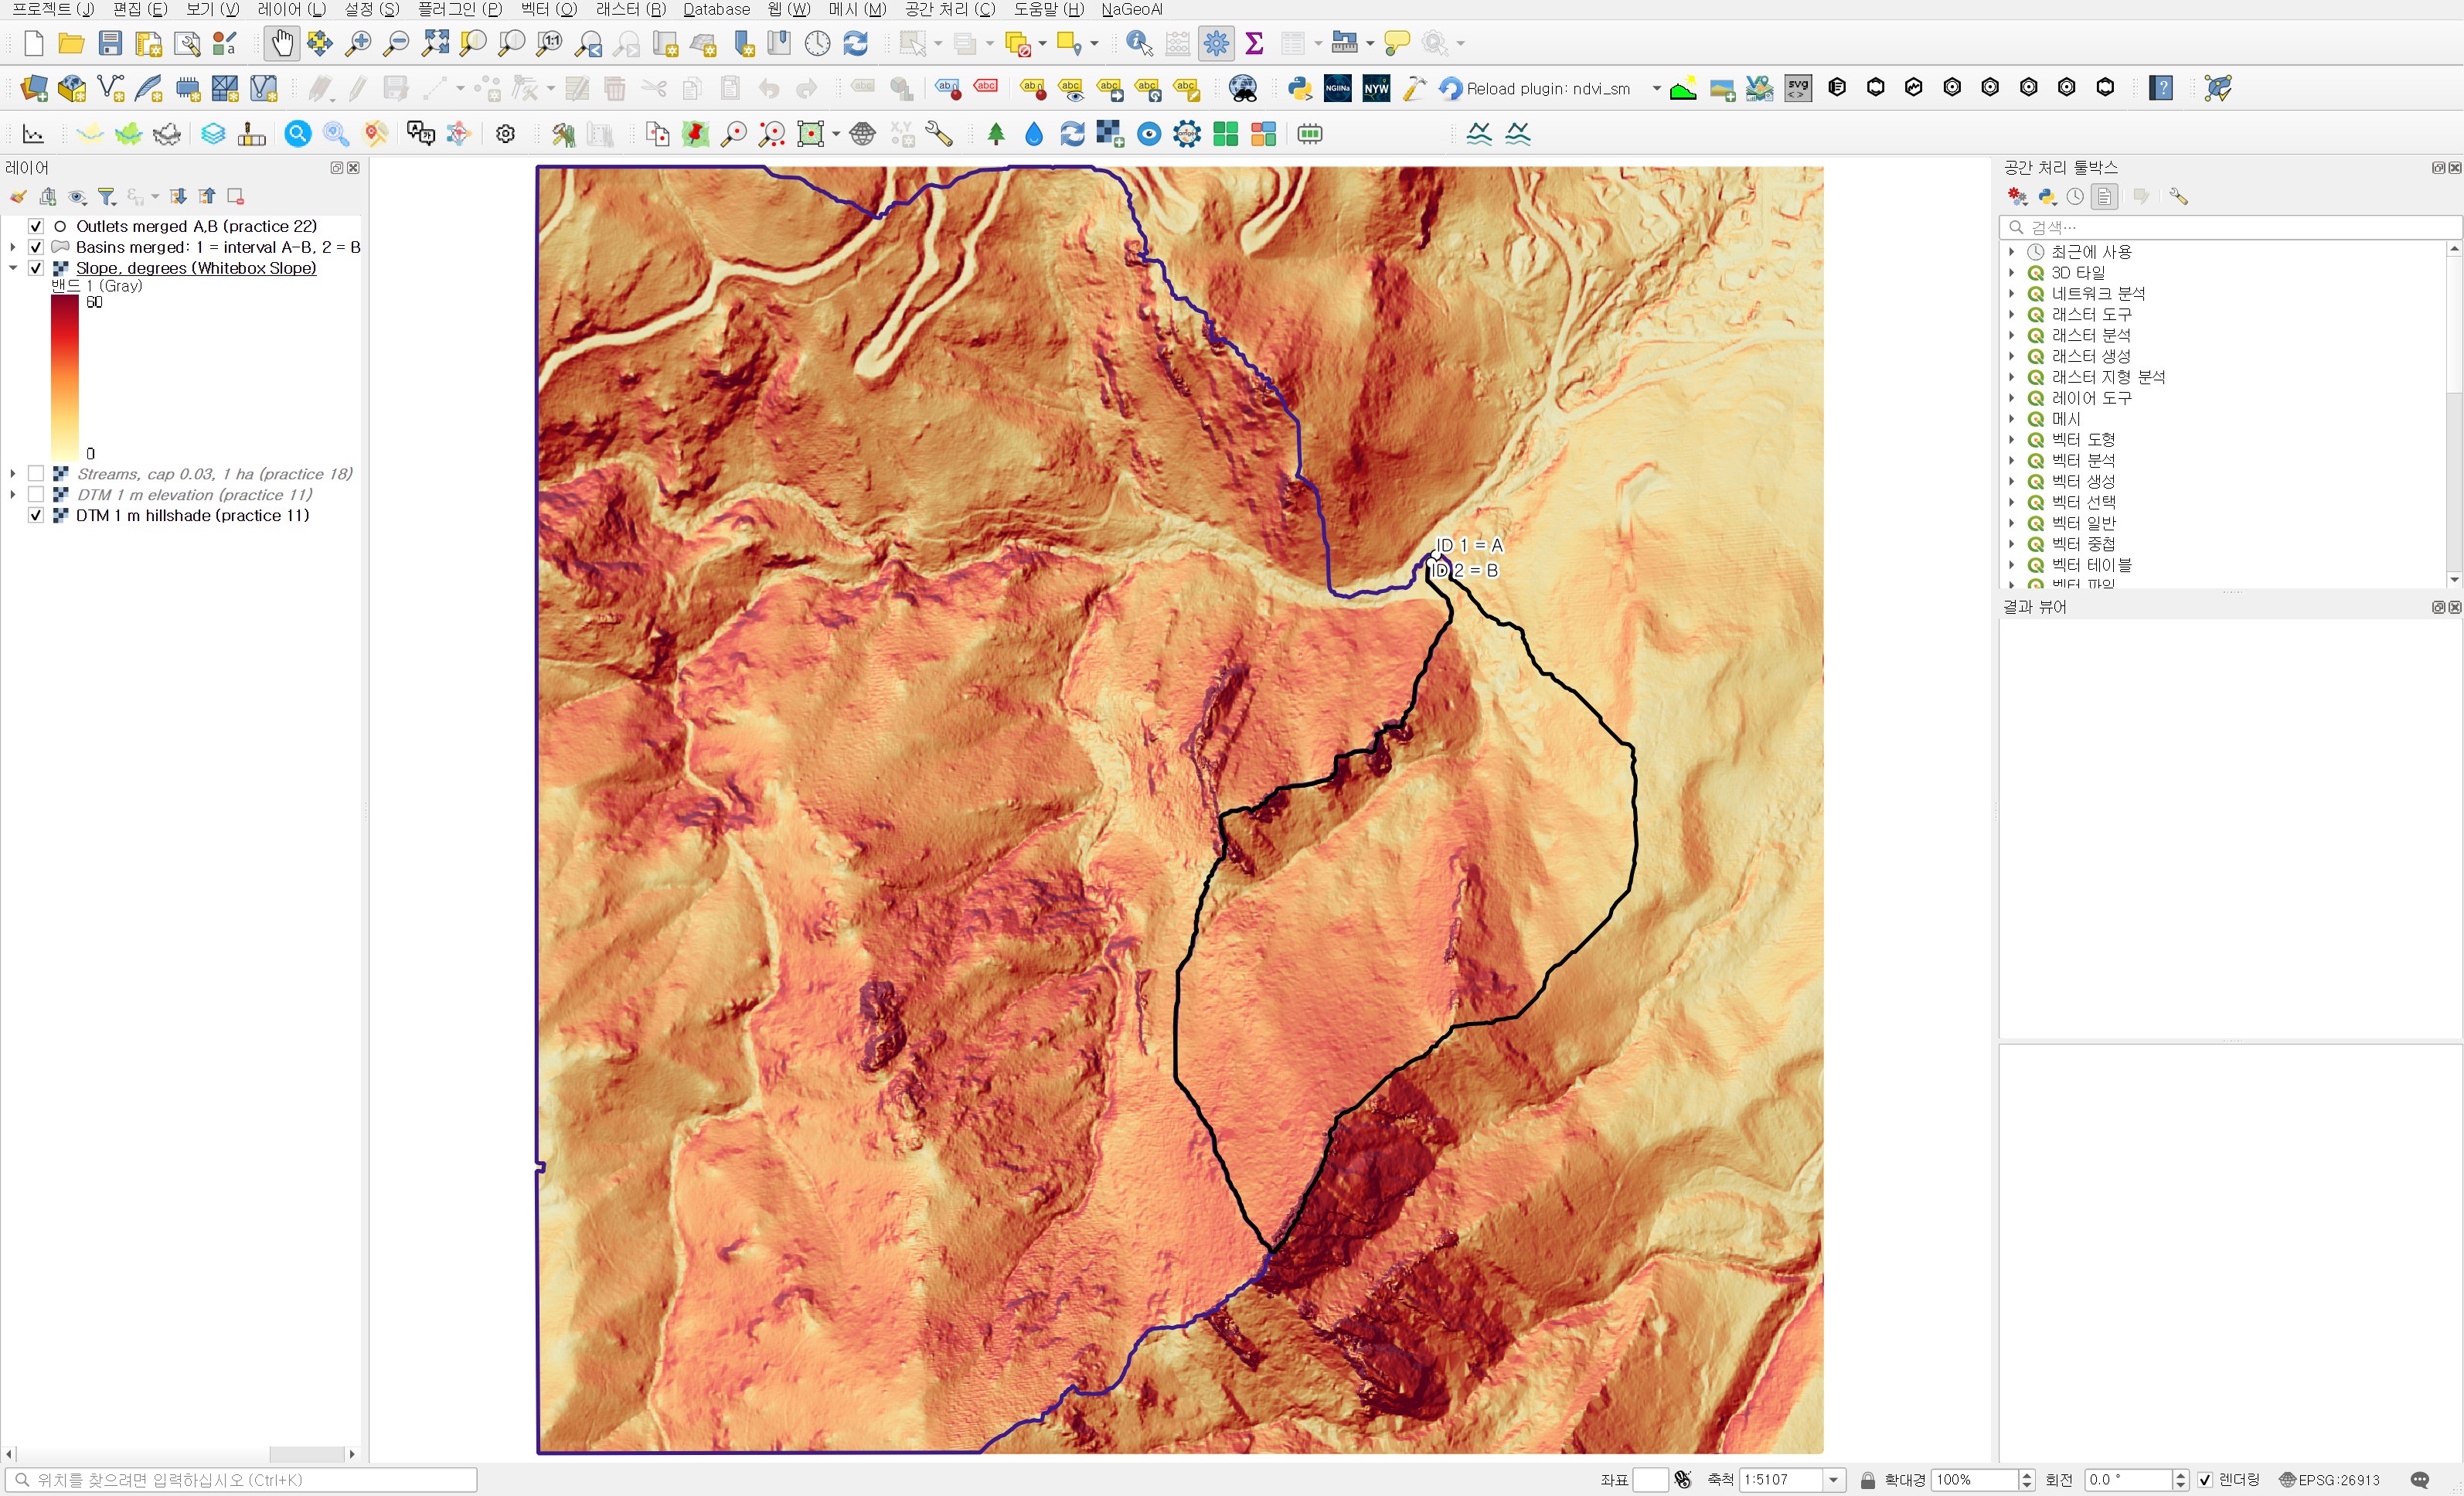 프로젝트 (J) 편집 (E) 보기 (V) 레이어 (L) 설정 (S) 플러그인 (P) 벡터 (O) 래스터 (R) Database 웹 (W) 메시 (M) 공간 처리 (C) 도움말 (H) NaGeoAI
Reload plugin: ndvi_sm
레이어
Outlets merged A,B (practice 22)
Basins merged: 1 = interval A-B, 2 = B
Slope, degrees (Whitebox Slope)
밴드 1 (Gray)
60
0
Streams, cap 0.03, 1 ha (practice 18)
DTM 1 m elevation (practice 11)
DTM 1 m hillshade (practice 11)
ID 1 = A
ID 2 = B
공간 처리 툴박스
검색…
최근에 사용
3D 타일
네트워크 분석
래스터 도구
래스터 분석
래스터 생성
래스터 지형 분석
레이어 도구
메시
벡터 도형
벡터 분석
벡터 생성
벡터 선택
벡터 일반
벡터 중첩
벡터 테이블
벡터 파일
결과 뷰어
위치를 찾으려면 입력하십시오 (Ctrl+K)
좌표 축척 1:5107 확대경 100% 회전 0.0 ° 렌더링 EPSG:26913